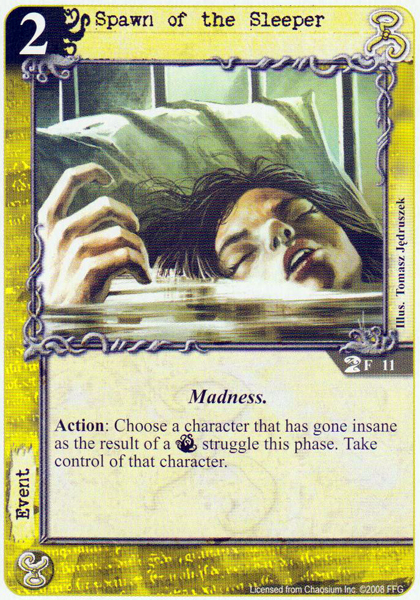 2
Spawn of the Sleeper
Illus. Tomasz Jędruszek
F 11
Madness.
Action: Choose a character that has gone insane
as the result of a struggle this phase. Take
control of that character.
Event
Licensed from Chaosium Inc. ©2008 FFG